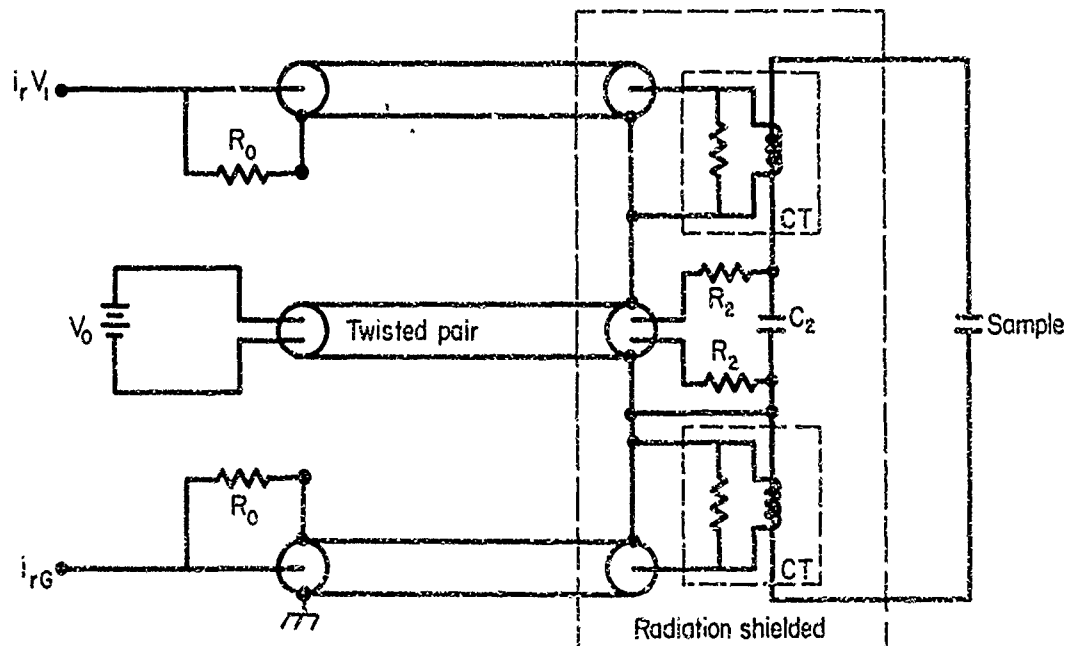 i_r V_1
R_0
CT
V_0
Twisted pair
R_2
C_2
R_2
Sample
R_0
i_rG
CT
Radiation shielded